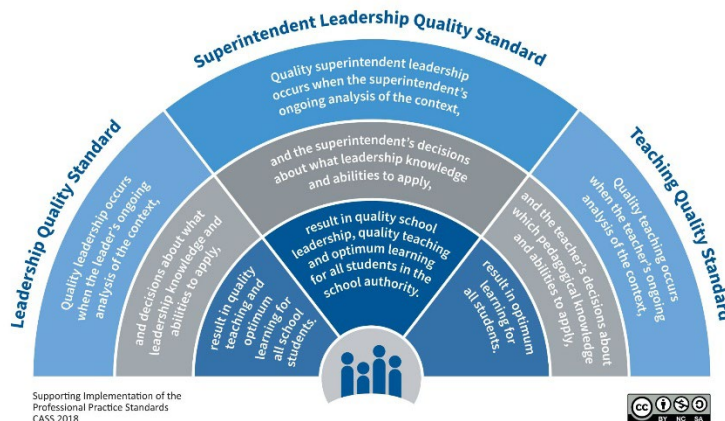 Superintendent Leadership Quality Standard
Quality superintendent leadership
occurs when the superintendent's
ongoing analysis of the context,
and the superintendent's decisions
about what leadership knowledge
and abilities to apply,
result in quality school
leadership, quality teaching
and optimum learning
for all students in the
school authority.
Leadership Quality Standard
Quality leadership occurs
when the leader's ongoing
analysis of the context,
and decisions about what
leadership knowledge and
abilities to apply,
result in quality
teaching and
optimum
learning for
all school
students.
Teaching Quality Standard
Quality teaching occurs
when the teacher's ongoing
analysis of the context,
and the teacher's decisions about
which pedagogical knowledge
and abilities to apply,
result in optimum
learning for
all students.
Supporting Implementation of the
Professional Practice Standards
CASS 2018
cc
BY NC SA